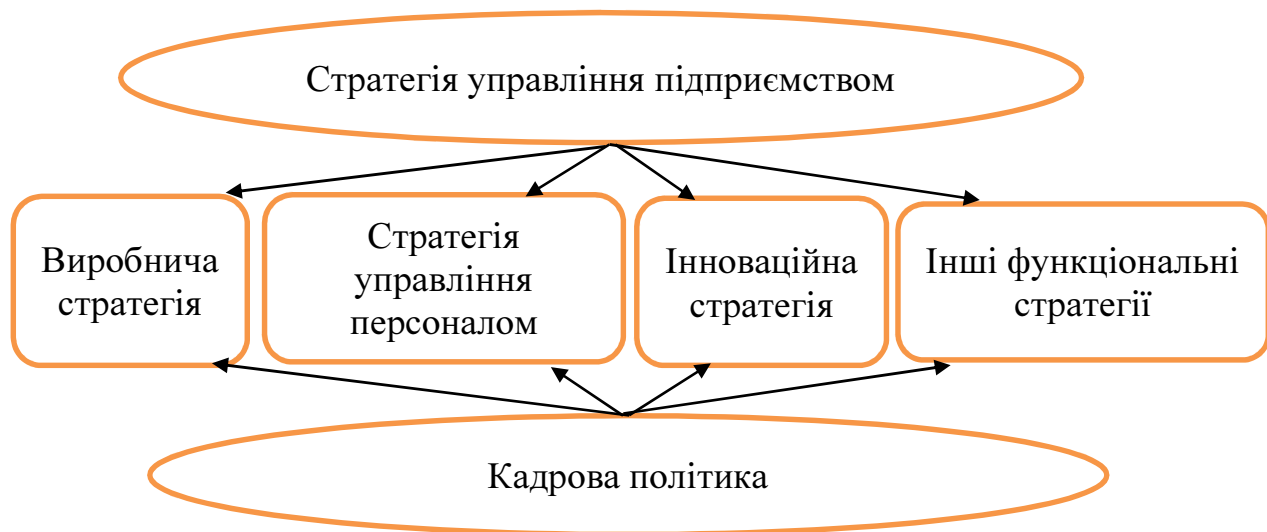 Стратегія управління підприємством
Виробнича
стратегія
Стратегія
управління
персоналом
Інноваційна
стратегія
Інші функціональні
стратегії
Кадрова політика